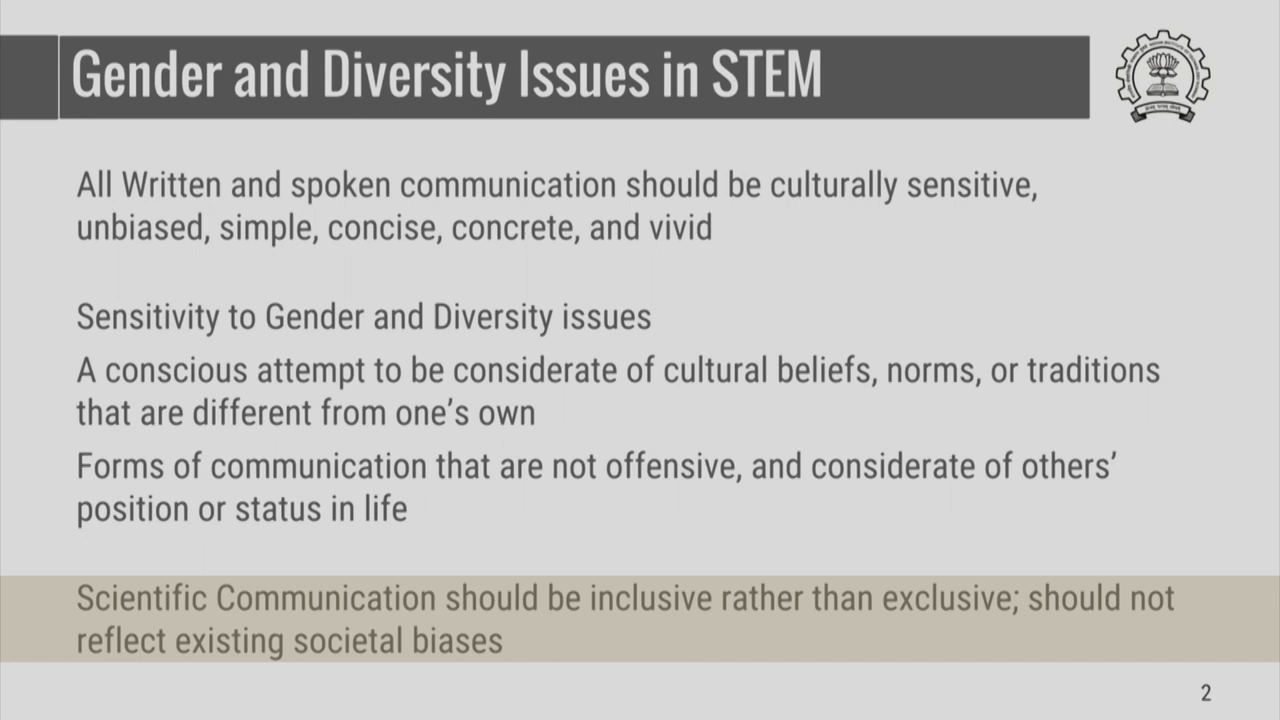 Gender and Diversity Issues in STEM
All Written and spoken communication should be culturally sensitive,
unbiased, simple, concise, concrete, and vivid
Sensitivity to Gender and Diversity issues
A conscious attempt to be considerate of cultural beliefs, norms, or traditions
that are different from one’s own
Forms of communication that are not offensive, and considerate of others’
position or status in life
Scientific Communication should be inclusive rather than exclusive; should not
reflect existing societal biases
2